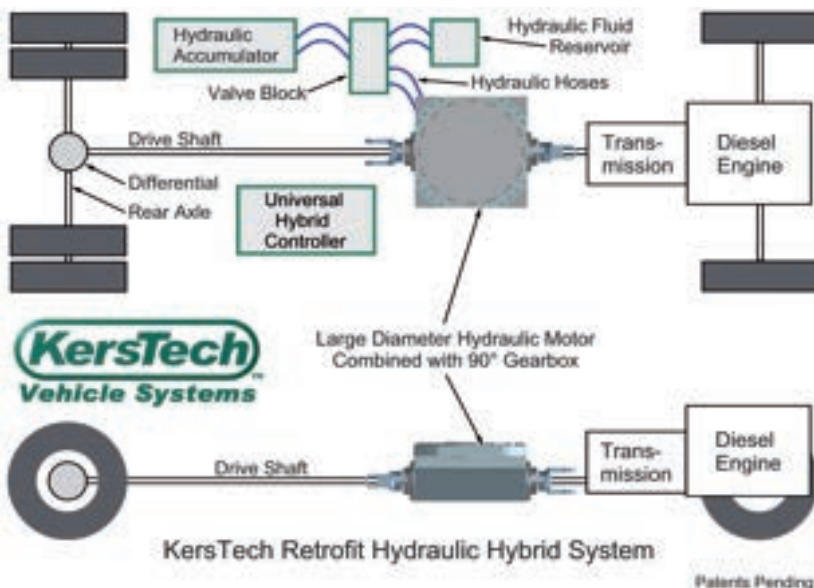 Hydraulic
Accumulator
Hydraulic Fluid
Reservoir
Valve Block
Hydraulic Hoses
Drive Shaft
Trans-
mission
Diesel
Engine
Differential
Rear Axle
Universal
Hybrid
Controller
Large Diameter Hydraulic Motor
Combined with 90° Gearbox
KersTech™
Vehicle Systems
Drive Shaft
Trans-
mission
Diesel
Engine
KersTech Retrofit Hydraulic Hybrid System
Patents Pending